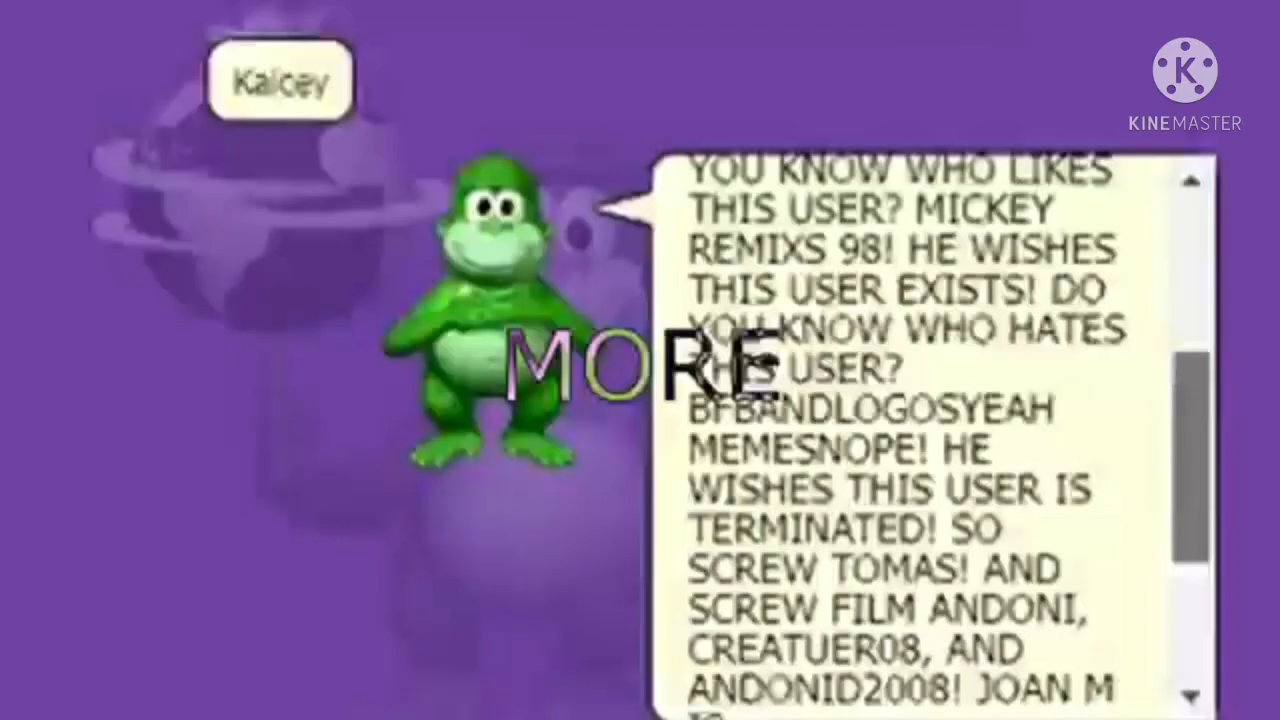 Kalcey
KINEMASTER
YOU KNOW WHO LIKES
THIS USER? MICKEY
REMIXS 98! HE WISHES
THIS USER EXISTS! DO
YOU KNOW WHO HATES
THIS USER?
MORE
BFBANDLOGOSYEAH
MEMESNOPE! HE
WISHES THIS USER IS
TERMINATED! SO
SCREW TOMAS! AND
SCREW FILM ANDONI,
CREATUER08, AND
ANDONID2008! JOAN M